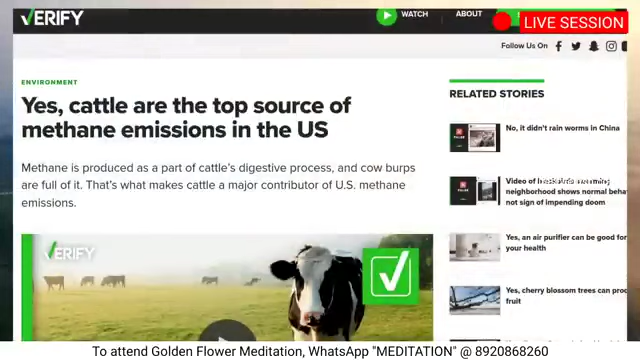 VERIFY
WATCH
ABOUT
LIVE SESSION
Follow Us On
ENVIRONMENT
Yes, cattle are the top source of
methane emissions in the US
Methane is produced as a part of cattle's digestive process, and cow burps
are full of it. That's what makes cattle a major contributor of U.S. methane
emissions.
VERIFY
RELATED STORIES
No, it didn't rain worms in China
Video of
neighborhood shows normal beha
not sign of impending doom
Yes, an air purifier can be good for
your health
Yes, cherry blossom trees can prod
fruit
To attend Golden Flower Meditation, WhatsApp "MEDITATION" @ 8920868260